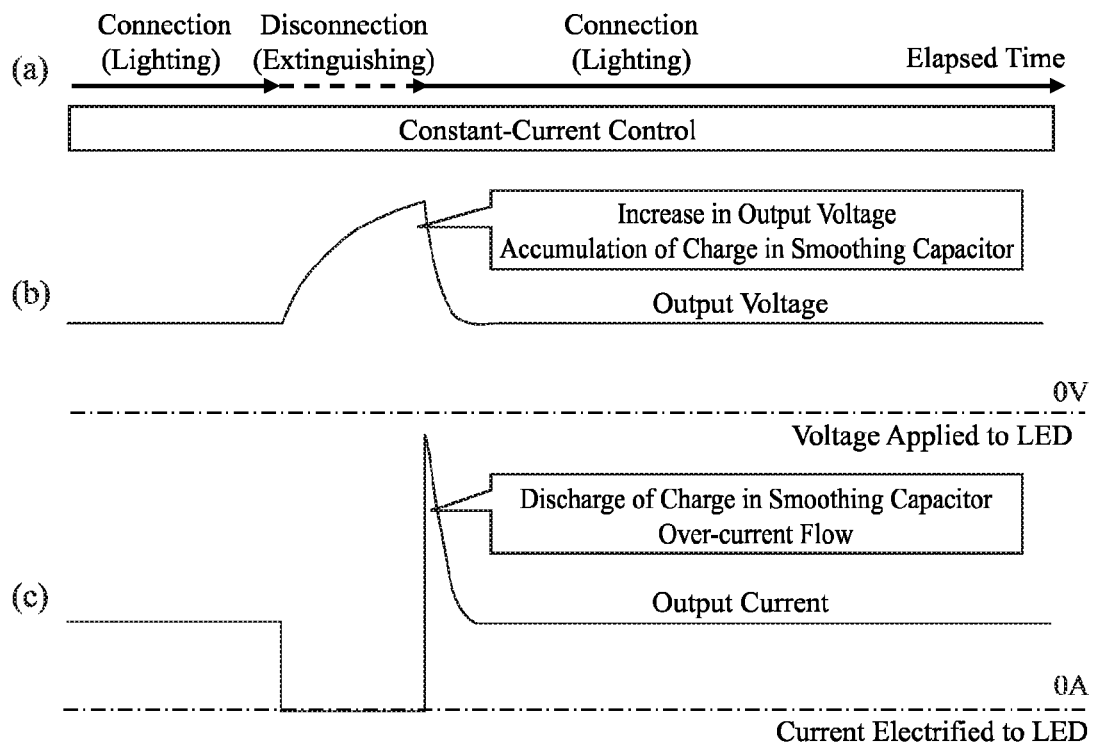 Connection Disconnection Connection
(Lighting) (Extinguishing) (Lighting) Elapsed Time
(a)
Constant-Current Control
Increase in Output Voltage
Accumulation of Charge in Smoothing Capacitor
(b)
Output Voltage
0V
Voltage Applied to LED
Discharge of Charge in Smoothing Capacitor
Over-current Flow
(c)
Output Current
0A
Current Electrified to LED